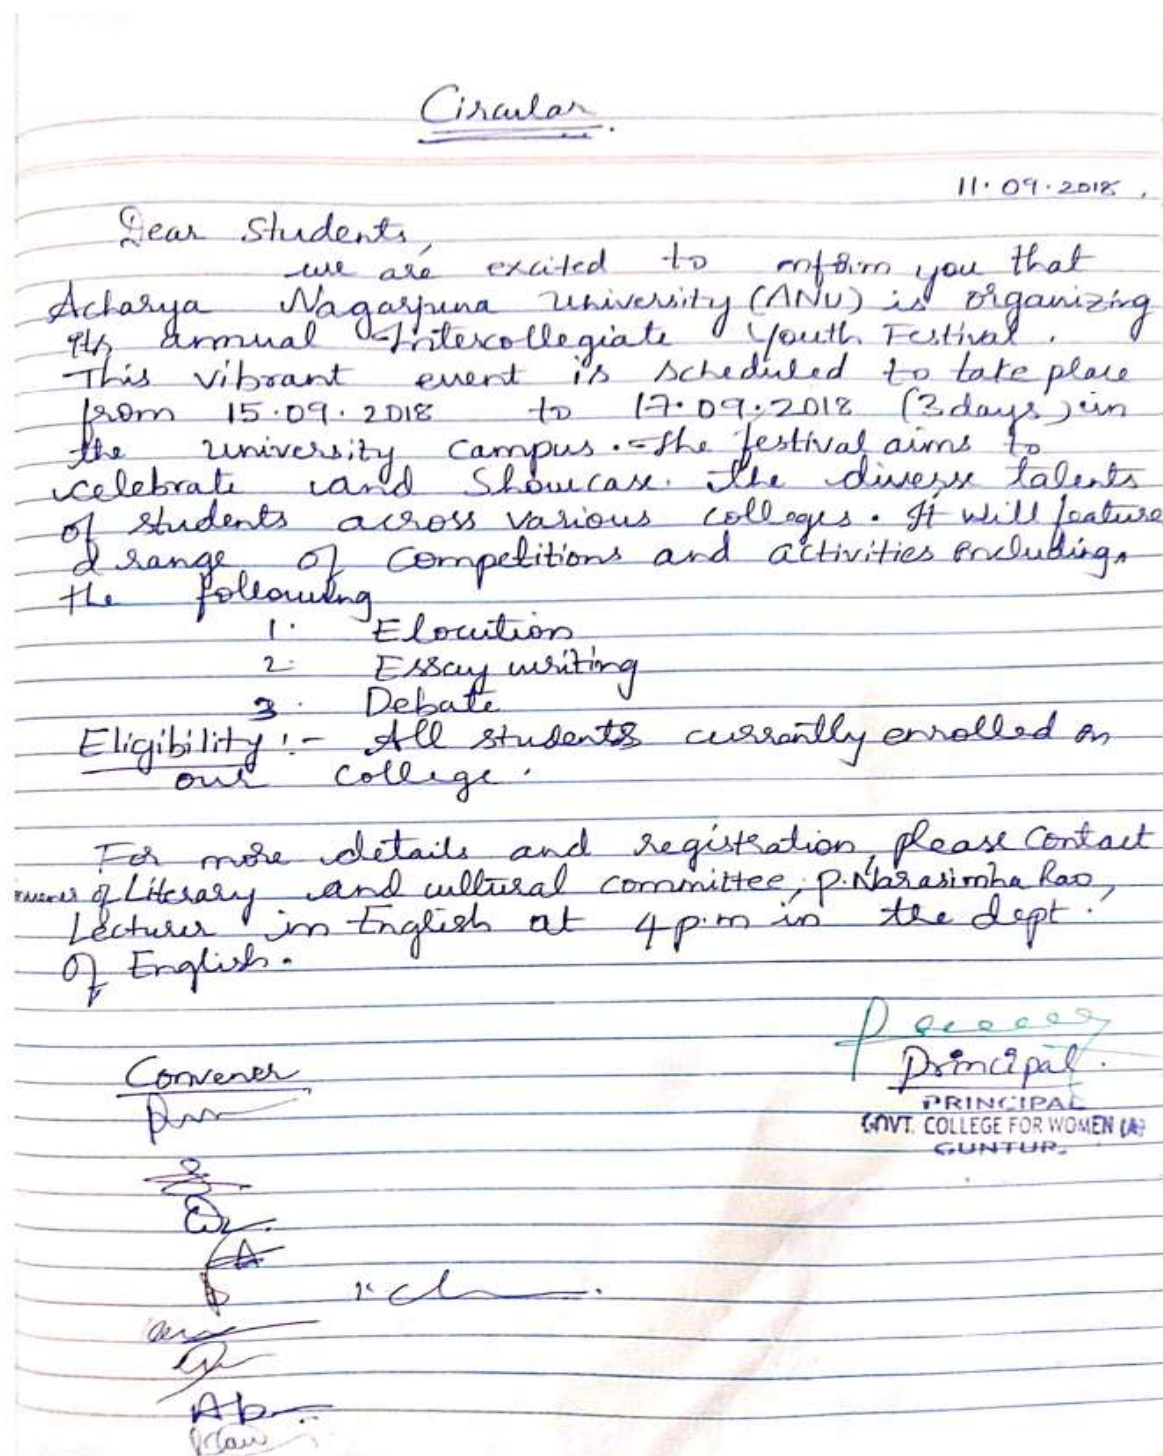 Circular.
11.09.2018.
Dear Students,
we are excited to inform you that
Acharya Nagarjuna University (ANU) is organizing
its annual Intercollegiate Youth Festival.
This vibrant event is scheduled to take place
from 15.09.2018 to 17.09.2018 (3 days) in
the University Campus. The festival aims to
celebrate and Showcase the diverse talents
of students across various colleges. It will feature
a range of Competitions and activities including
the following
1. Elocution
2. Essay writing
3. Debate
Eligibility :- All students currently enrolled in
our college.
For more details and registration, please Contact
of Literary and cultural committee, P. Narasimha Rao,
Lecturer in English at 4 p.m in the dept.
of English.
Convener
Principal.
PRINCIPAL
GOVT. COLLEGE FOR WOMEN (A)
GUNTUR.